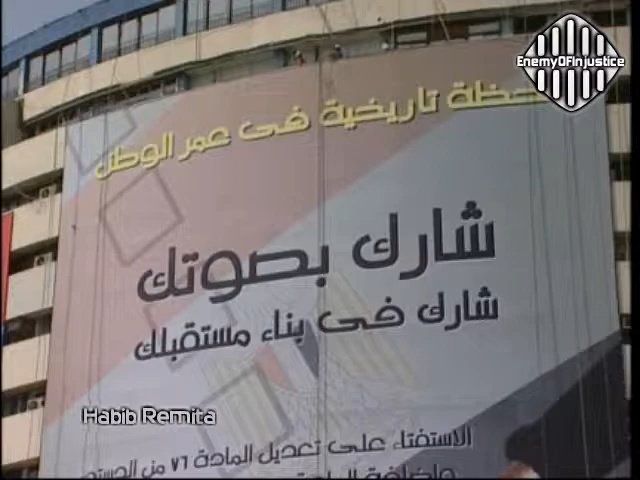 EnemyOfInjustice
لحظة تاريخية في عمر الوطن
شارك بصوتك
شارك فى بناء مستقبلك
Habib Remita
الاستفتاء على تعديل المادة ٧٦ من الدستور